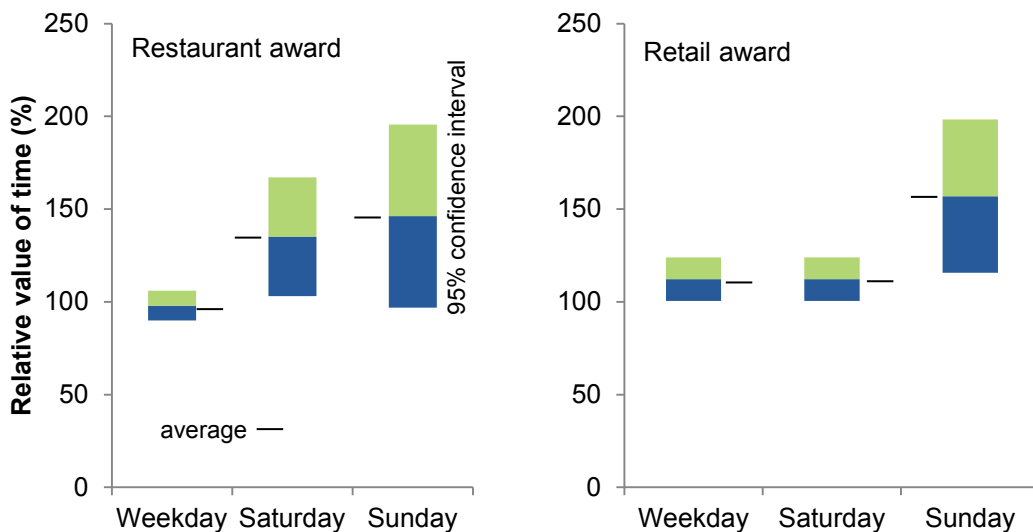 Relative value of time (%)
250
200
150
100
50
0
Restaurant award
95% confidence interval
average
Weekday Saturday Sunday
250
200
150
100
50
0
Retail award
Weekday Saturday Sunday